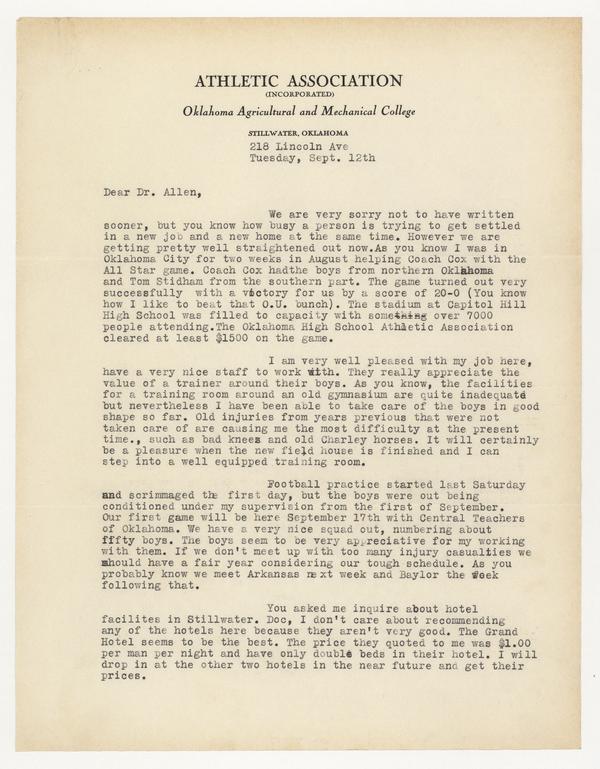 ATHLETIC ASSOCIATION
(INCORPORATED)
Oklahoma Agricultural and Mechanical College
STILLWATER, OKLAHOMA
218 Lincoln Ave
Tuesday, Sept. 12th
Dear Dr. Allen,
We are very sorry not to have written
sooner, but you know how busy a person is trying to get settled
in a new job and a new home at the same time. However we are
getting pretty well straightened out now.As you know I was in
Oklahoma City for two weeks in August helping Coach Cox with the
All Star game. Coach Cox hadthe boys from northern Oklahoma
and Tom Stidham from the southern part. The game turned out very
successfully with a victory for us by a score of 20-0 (You know
how I like to beat that O.U. bunch). The stadium at Capitol Hill
High School was filled to capacity with something over 7000
people attending.The Oklahoma High School Athletic Association
cleared at least $1500 on the game.
I am very well pleased with my job here,
have a very nice staff to work with. They really appreciate the
value of a trainer around their boys. As you know, the facilities
for a training room around an old gymnasium are quite inadequate
but nevertheless I have been able to take care of the boys in good
shape so far. Old injuries from years previous that were not
taken care of are causing me the most difficulty at the present
time., such as bad knees and old Charley horses. It will certainly
be a pleasure when the new field house is finished and I can
step into a well equipped training room.
Football practice started last Saturday
and scrimmaged the first day, but the boys were out being
conditioned under my supervision from the first of September.
Our first game will be here September 17th with Central Teachers
of Oklahoma. We have a very nice squad out, numbering about
fffty boys. The boys seem to be very appreciative for my working
with them. If we don't meet up with too many injury casualties we
should have a fair year considering our tough schedule. As you
probably know we meet Arkansas next week and Baylor the week
following that.
You asked me inquire about hotel
facilites in Stillwater. Doc, I don't care about recommending
any of the hotels here because they aren't very good. The Grand
Hotel seems to be the best. The price they quoted to me was $1.00
per man per night and have only double beds in their hotel. I will
drop in at the other two hotels in the near future and get their
prices.